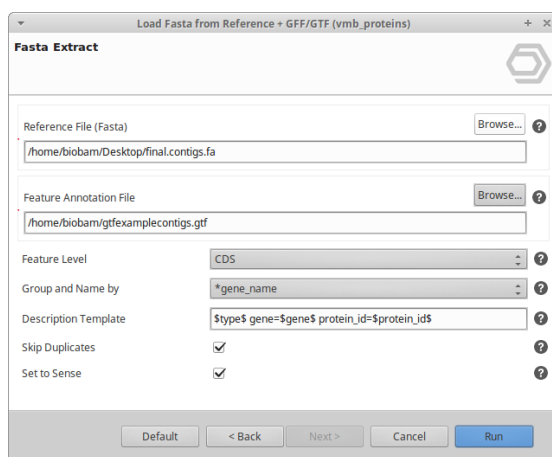 Load Fasta from Reference + GFF/GTF (vmb_proteins)
Fasta Extract
Reference File (Fasta)
Browse...
/home/biobam/Desktop/final.contigs.fa
Feature Annotation File
Browse...
/home/biobam/gtfexamplecontigs.gtf
Feature Level
CDS
Group and Name by
*gene_name
Description Template
$type$ gene=$gene$ protein_id=$protein_id$
Skip Duplicates
Set to Sense
Default
< Back
Next >
Cancel
Run